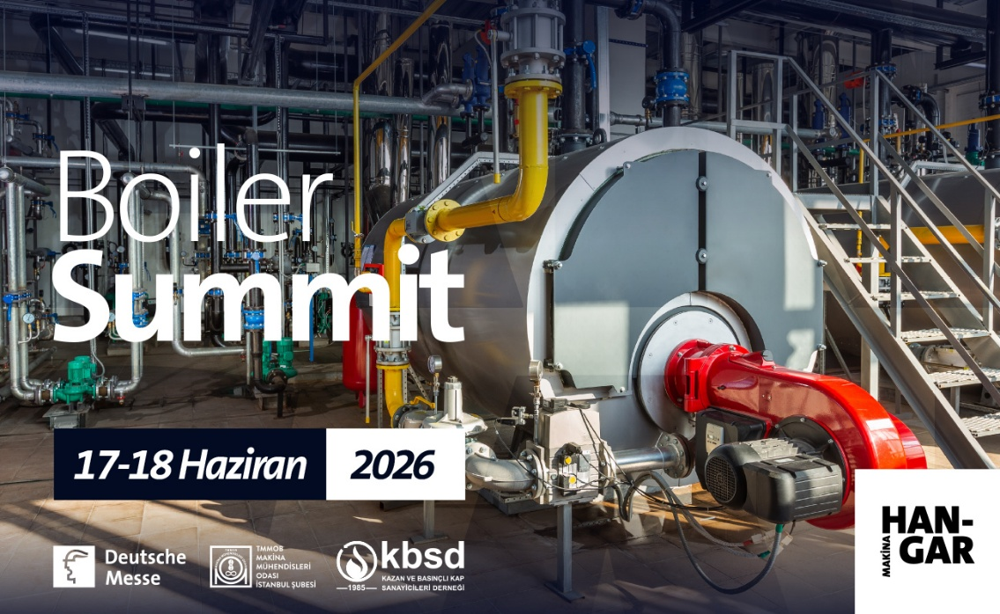 Boiler
Summit
17-18 Haziran 2026
Deutsche
Messe
TMMOB
MAKİNA
MÜHENDİSLERİ
ODASI
İSTANBUL ŞUBESİ
kbsd
1985
KAZAN VE BASINÇLI KAP
SANAYİCİLERİ DERNEĞİ
MAKİNA
HAN-
GAR